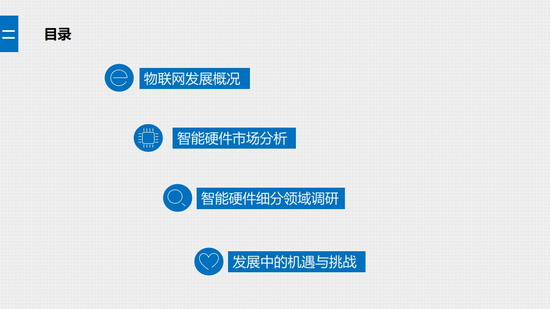 目录
物联网发展概况
智能硬件市场分析
智能硬件细分领域调研
发展中的机遇与挑战